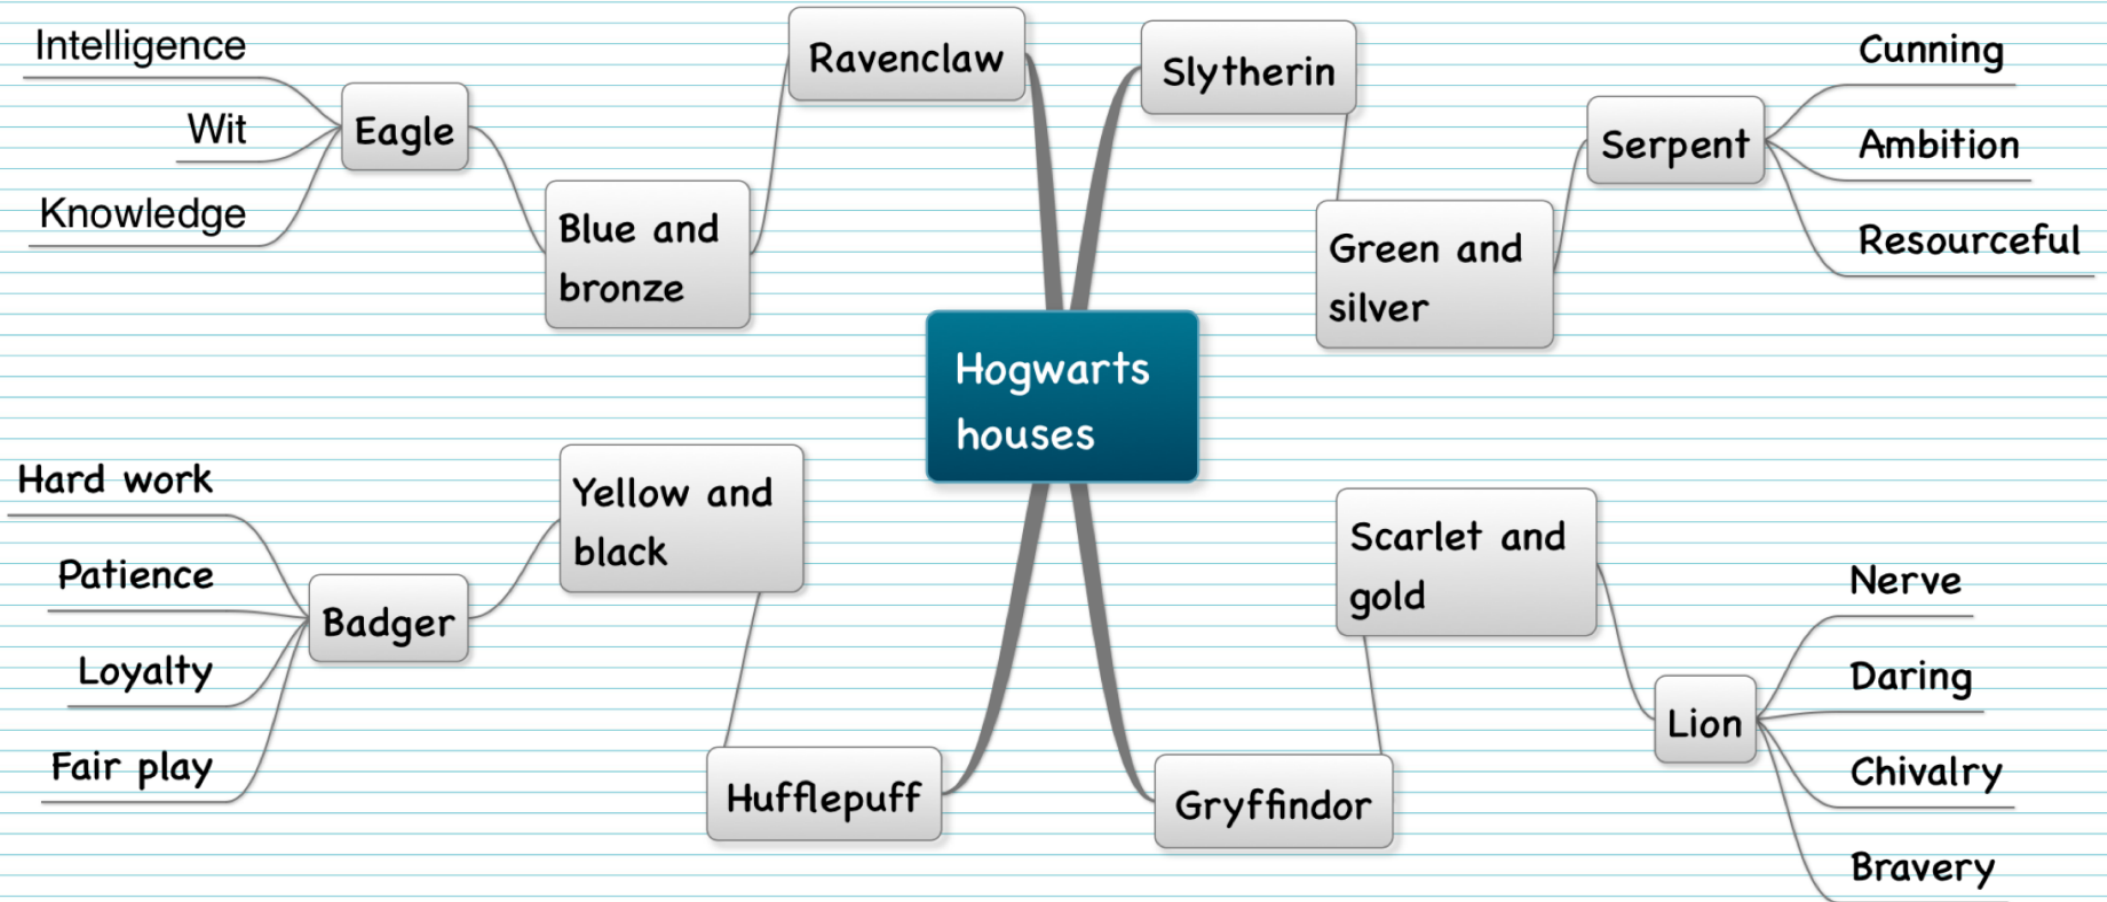 Ravenclaw
Blue and
bronze
Eagle
Intelligence
Wit
Knowledge
Slytherin
Green and
silver
Serpent
Cunning
Ambition
Resourceful
Hogwarts
houses
Hufflepuff
Yellow and
black
Badger
Hard work
Patience
Loyalty
Fair play
Gryffindor
Scarlet and
gold
Lion
Nerve
Daring
Chivalry
Bravery